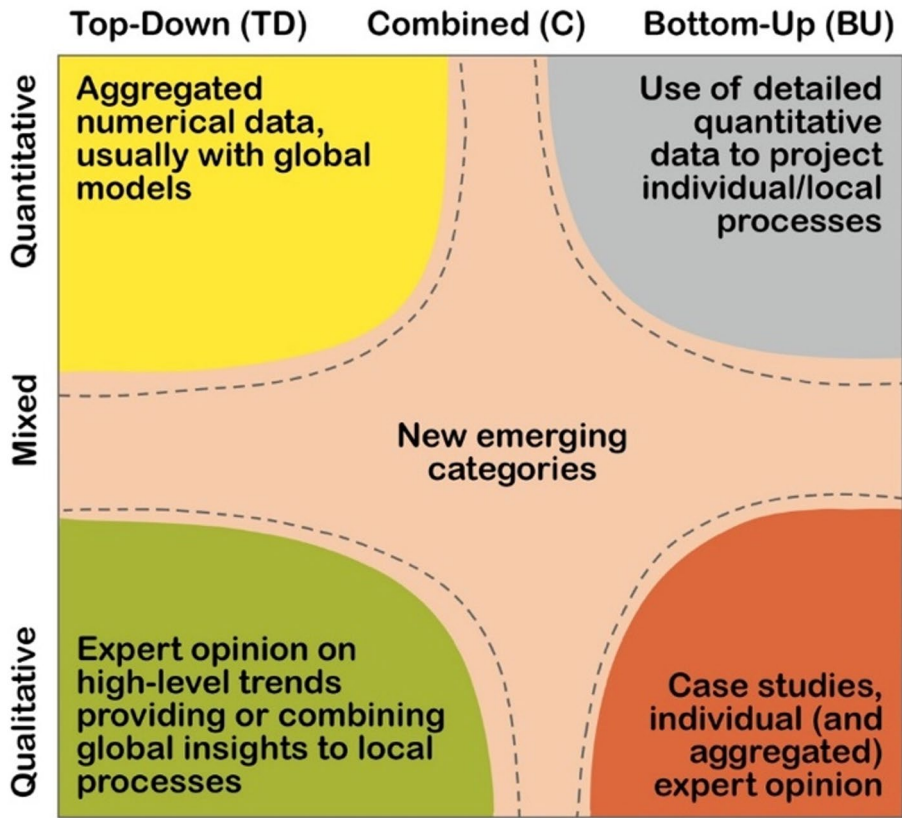 Top-Down (TD)
Combined (C)
Bottom-Up (BU)
Quantitative
Aggregated
numerical data,
usually with global
models
Use of detailed
quantitative
data to project
individual/local
processes
Mixed
New emerging
categories
Qualitative
Expert opinion on
high-level trends
providing or combining
global insights to local
processes
Case studies,
individual (and
aggregated)
expert opinion